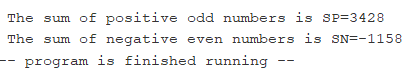 The sum of positive odd numbers is SP=3428
The sum of negative even numbers is SN=-1158
-- program is finished running --